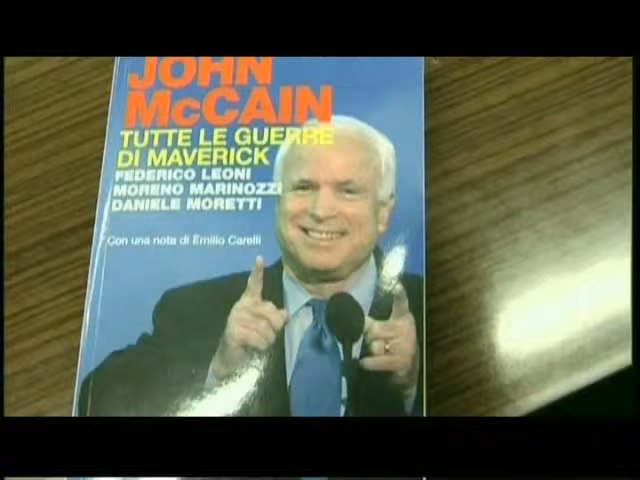 JOHN
McCAIN
TUTTE LE GUERRE
DI MAVERICK
FEDERICO LEONI
MORENO MARINOZZI
DANIELE MORETTI
Con una nota di Emilio Carelli